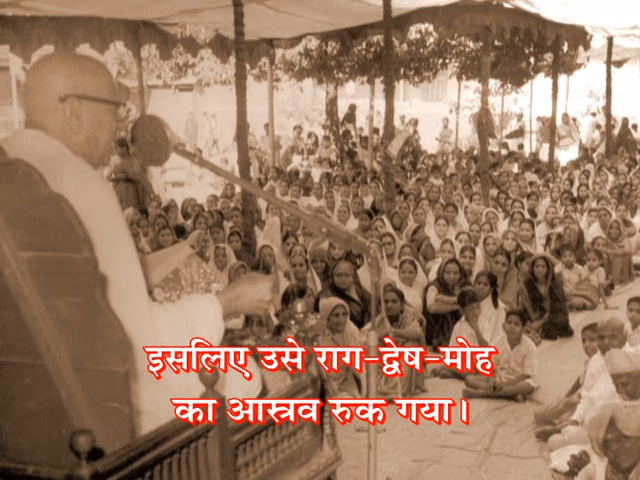 इसलिए उसे राग-द्वेष-मोह
का आस्त्रव रुक गया।